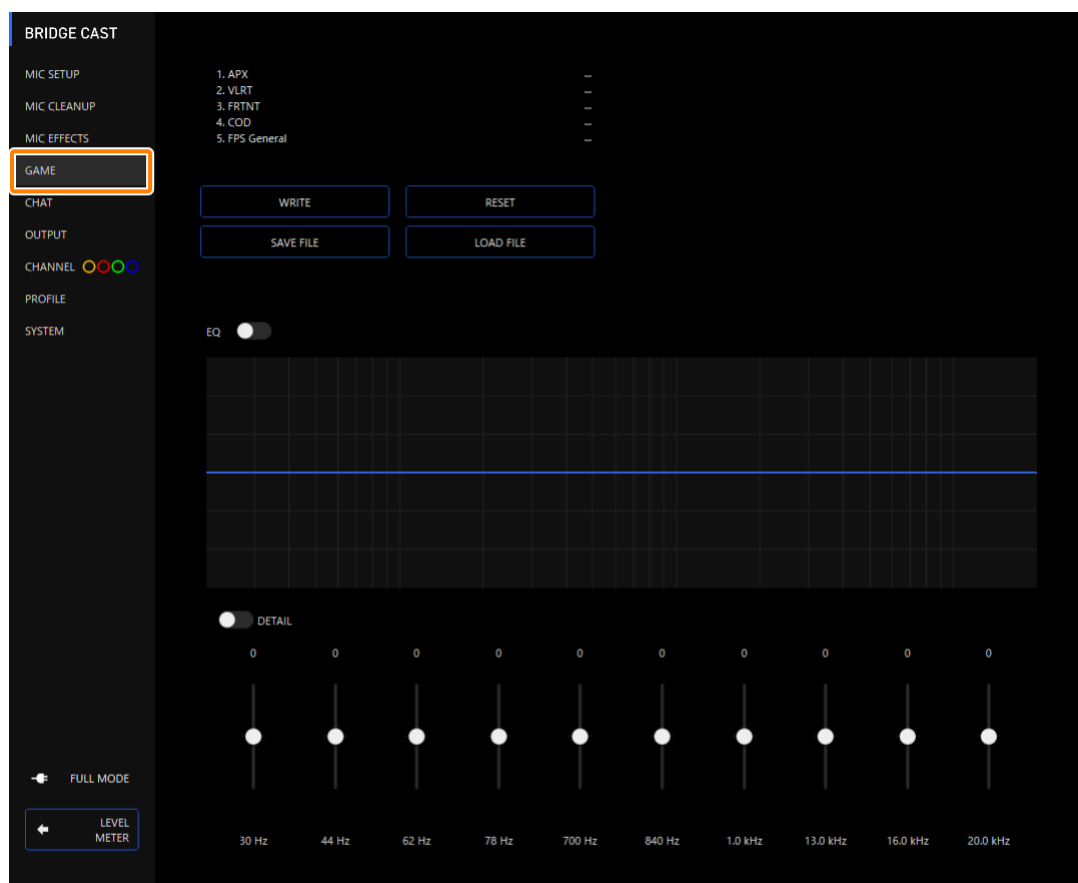 BRIDGE CAST
MIC SETUP
MIC CLEANUP
MIC EFFECTS
GAME
CHAT
OUTPUT
CHANNEL
PROFILE
SYSTEM
FULL MODE
LEVEL
METER
1. APX --
2. VLRT --
3. FRTNT --
4. COD --
5. FPS General --
WRITE RESET
SAVE FILE LOAD FILE
EQ
DETAIL
0 0 0 0 0 0 0 0 0 0
30 Hz 44 Hz 62 Hz 78 Hz 700 Hz 840 Hz 1.0 kHz 13.0 kHz 16.0 kHz 20.0 kHz